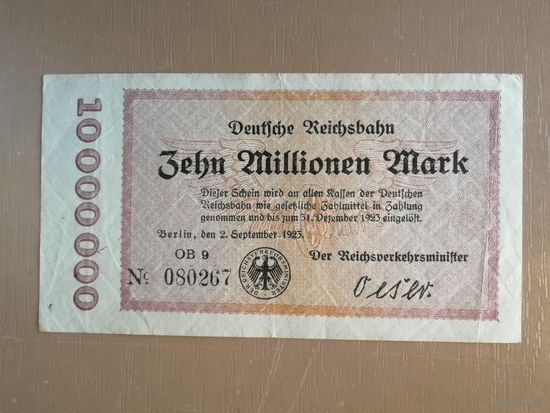 10000000
Deutsche Reichsbahn
Zehn Millionen Mark
Dieser Schein wird an allen Kassen der Deutschen
Reichsbahn wie gesetzliche Zahlmittel in Zahlung
genommen und bis zum 31. Dezember 1923 eingelöst.
Berlin, den 2. September 1923.
OB 9
Der Reichsverkehrsminister
No 080267
DER REICHSVERKEHRSMINISTER
Oeser.